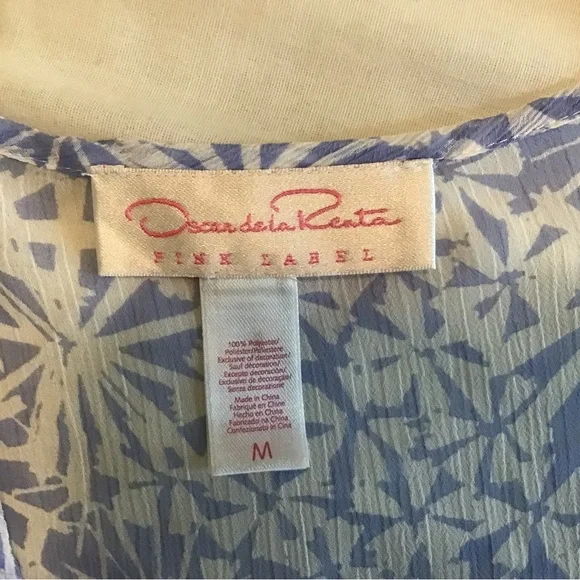 Oscar de la Renta
PINK LABEL
100% Polyester/
Poliéster/Poliestere
Exclusive of decoration/
Sauf décoration/
Excepto decoración/
Exclusivo de decoração/
Senza decorazione
Made in China
Fabriqué en Chine
Hecho en China
Fabricado na China
Confezionato in Cina
M